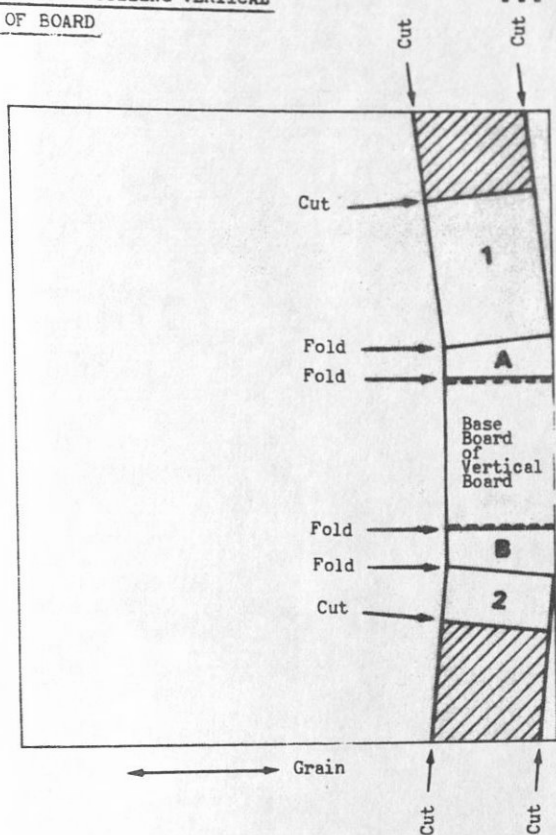 VERTICAL
OF BOARD
Cut
Cut
Cut
1
Fold
A
Fold
Base
Board
of
Vertical
Board
Fold
B
Fold
2
Cut
Grain
Cut
Cut